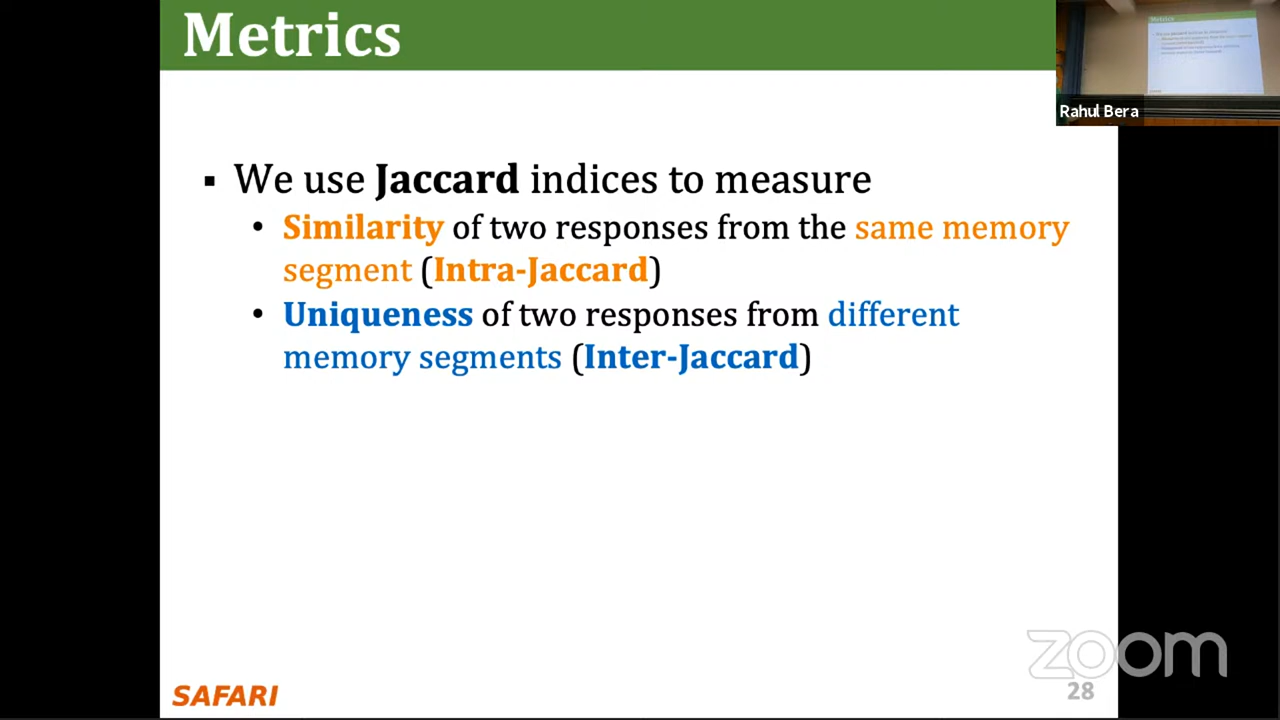 Metrics
Rahul Bera
▪ We use Jaccard indices to measure
• Similarity of two responses from the same memory
segment (Intra-Jaccard)
• Uniqueness of two responses from different
memory segments (Inter-Jaccard)
zoom
SAFARI
28